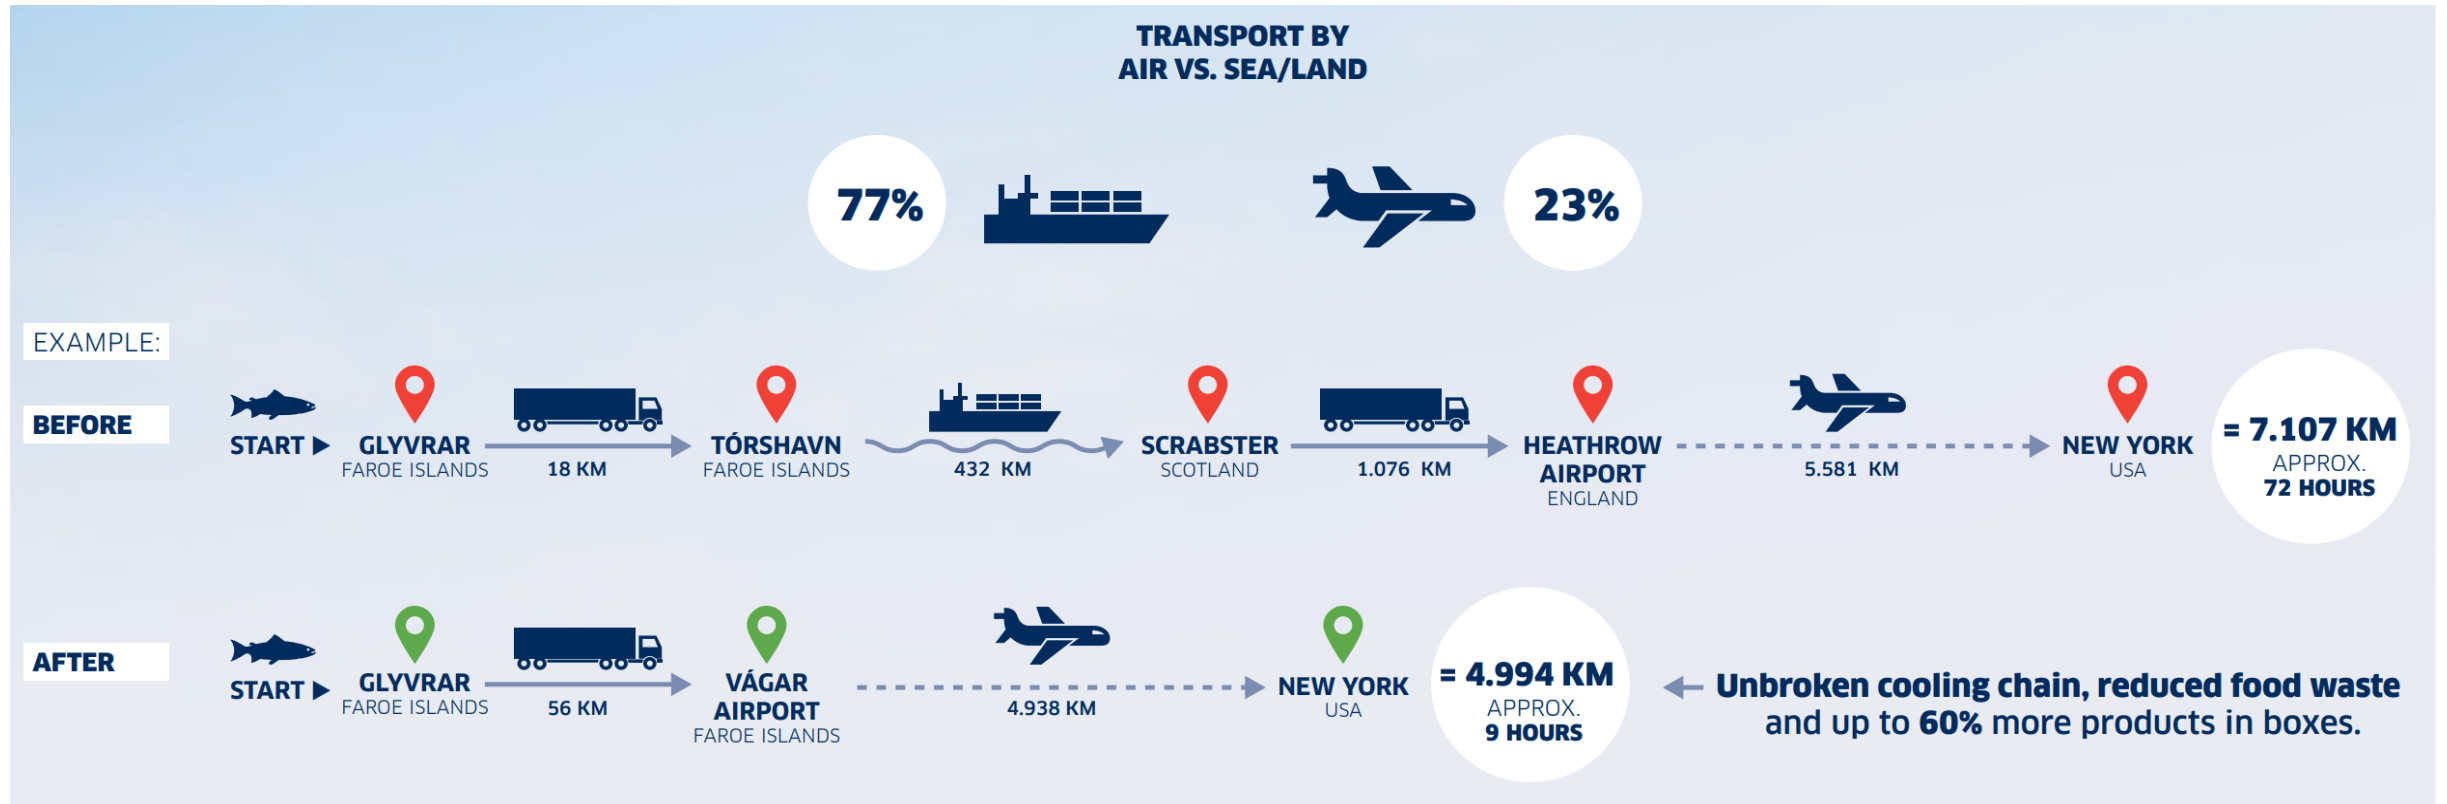 TRANSPORT BY
AIR VS. SEA/LAND
77%
23%
EXAMPLE:
BEFORE
START
GLYVRAR
FAROE ISLANDS
18 KM
TÓRSHAVN
FAROE ISLANDS
432 KM
SCRABSTER
SCOTLAND
1.076 KM
HEATHROW
AIRPORT
ENGLAND
5.581 KM
NEW YORK
USA
= 7.107 KM
APPROX.
72 HOURS
AFTER
START
GLYVRAR
FAROE ISLANDS
56 KM
VÁGAR
AIRPORT
FAROE ISLANDS
4.938 KM
NEW YORK
USA
= 4.994 KM
APPROX.
9 HOURS
Unbroken cooling chain, reduced food waste
and up to 60% more products in boxes.